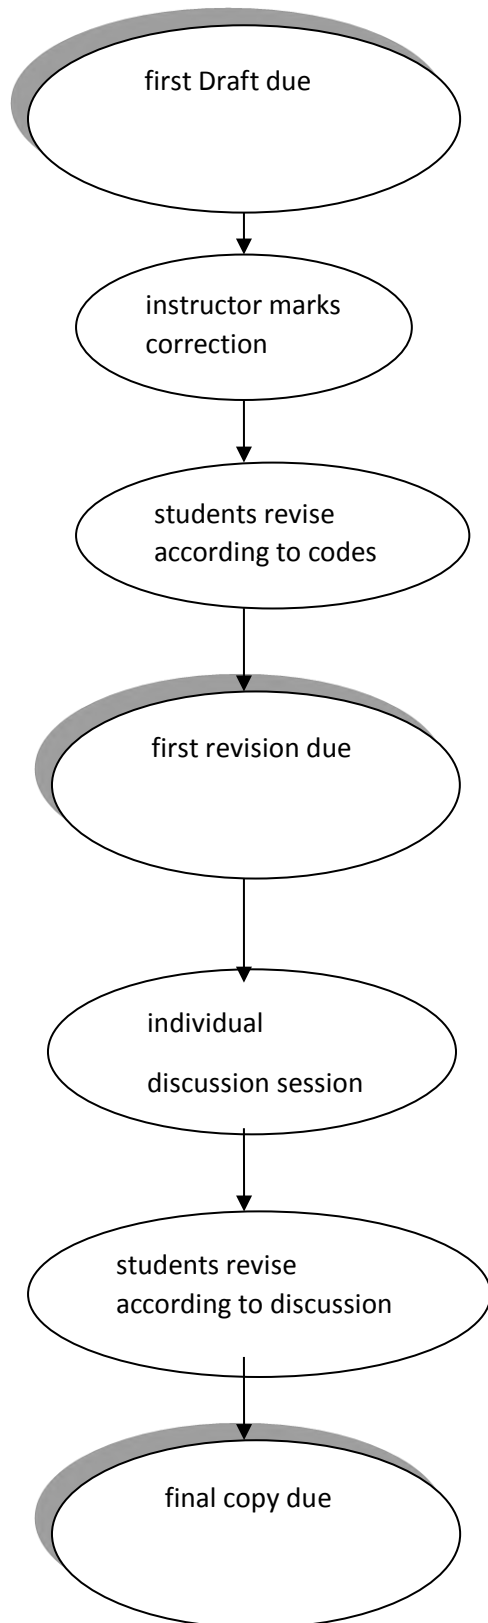 first Draft due
instructor marks
correction
students revise
according to codes
first revision due
individual
discussion session
students revise
according to discussion
final copy due